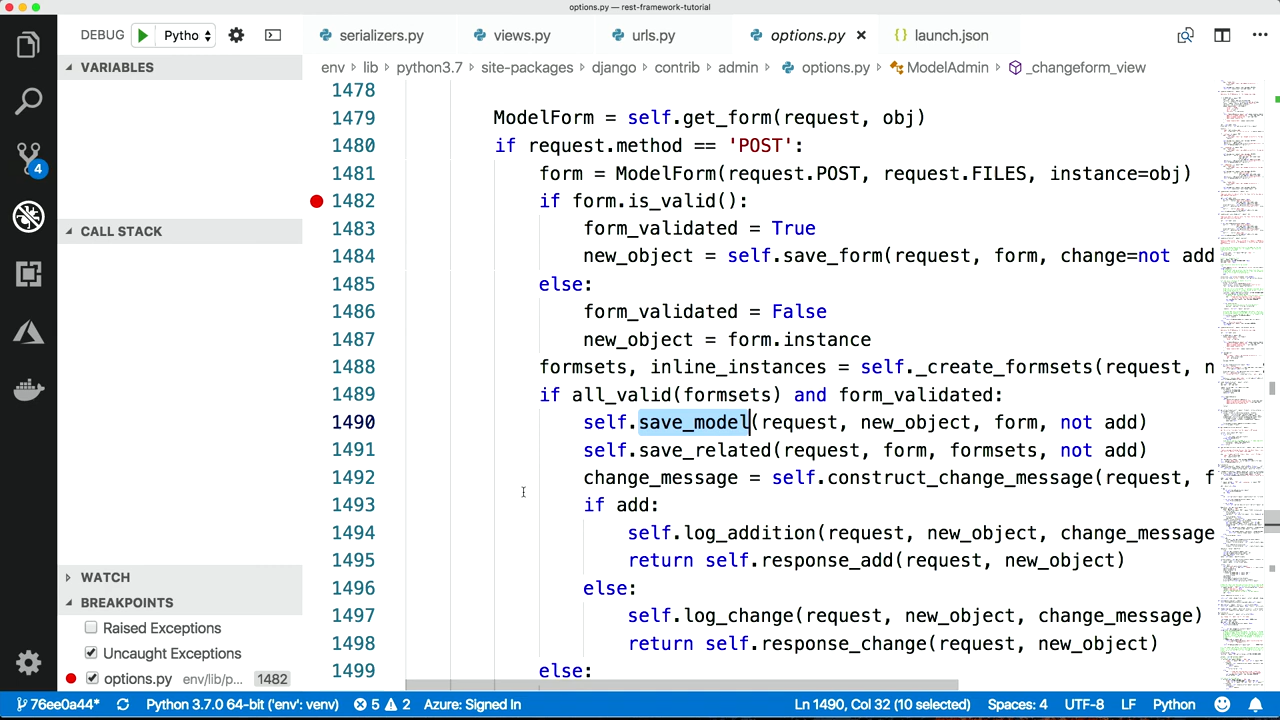 options.py — rest-framework-tutorial
DEBUG Pytho serializers.py views.py urls.py options.py launch.json
VARIABLES
env lib python3.7 site-packages django contrib admin options.py ModelAdmin _changeform_view
1478
1479 ModelForm = self.get_form(request, obj)
1480 if request.method == 'POST':
1481 form = ModelForm(request.POST, request.FILES, instance=obj)
1482 if form.is_valid():
1483 form_validated = True
CALL STACK
1484 new_object = self.save_form(request, form, change=not add
1485 else:
1486 form_validated = False
1487 new_object = form.instance
1488 formsets, inline_instances = self._create_formsets(request, n
1489 if all_valid(formsets) and form_validated:
1490 self.save_model(request, new_object, form, not add)
1491 self.save_related(request, form, formsets, not add)
1492 change_message = self.construct_change_message(request, f
1493 if add:
1494 self.log_addition(request, new_object, change_message
1495 return self.response_add(request, new_object)
WATCH
1496 else:
BREAKPOINTS
1497 self.log_change(request, new_object, change_message)
Raised Exceptions
1498 return self.response_change(request, new_object)
Uncaught Exceptions
1499 else:
options.py env/lib/p... 1482
4
76ee0a44* Python 3.7.0 64-bit ('env': venv) 5 2 Azure: Signed In Ln 1490, Col 32 (10 selected) Spaces: 4 UTF-8 LF Python